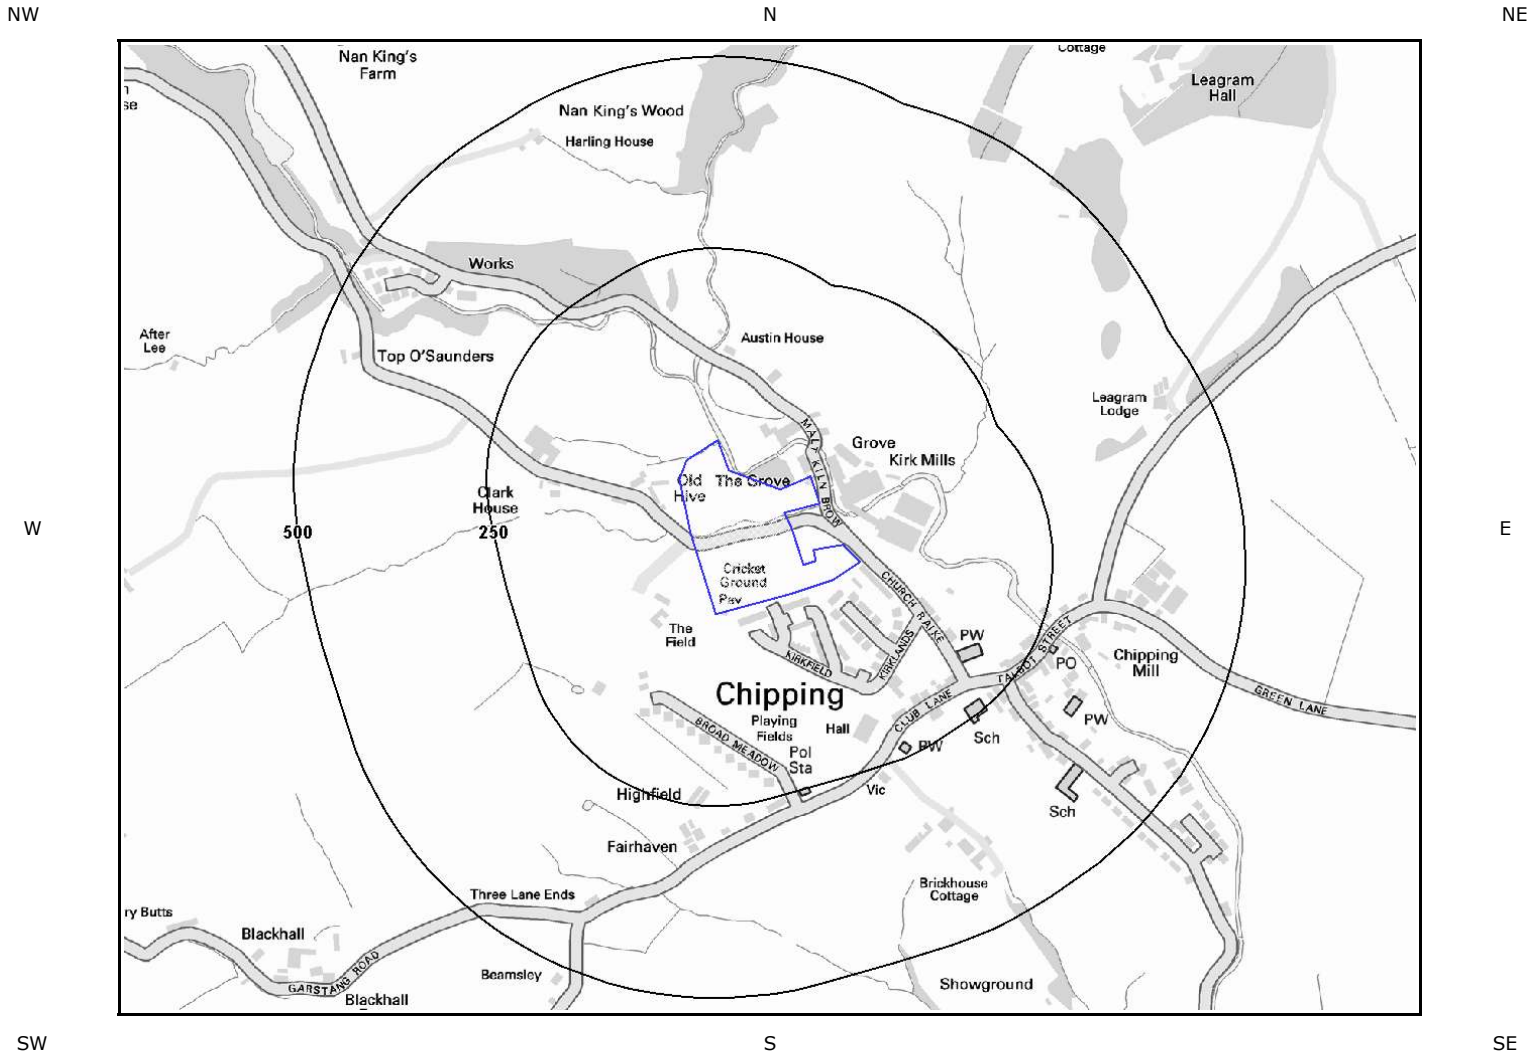 NW
N
NE
Nan King's
Farm
Cottage
Leagram
Hall
se
Nan King's Wood
Harling House
Works
After
Lee
Top O'Saunders
Austin House
Leagram
Lodge
MALT KILN BROW
Grove
Kirk Mills
Old
Hive
The Grove
Clark
House
W
500
250
E
Cricket
Ground
Pav
CHURCH RAIKE
The
Field
KIRKFIELD
KIRKLANDS
PW
TALBOT STREET
PO
Chipping
Mill
GREEN LANE
Chipping
Playing
Fields
Hall
CLUB LANE
PW
Sch
PW
BROAD MEADOW
Pol
Sta
Vic
Highfield
Sch
Fairhaven
Three Lane Ends
Brickhouse
Cottage
ry Butts
Blackhall
Beamsley
GARSTANG ROAD
Blackhall
Showground
SW
S
SE